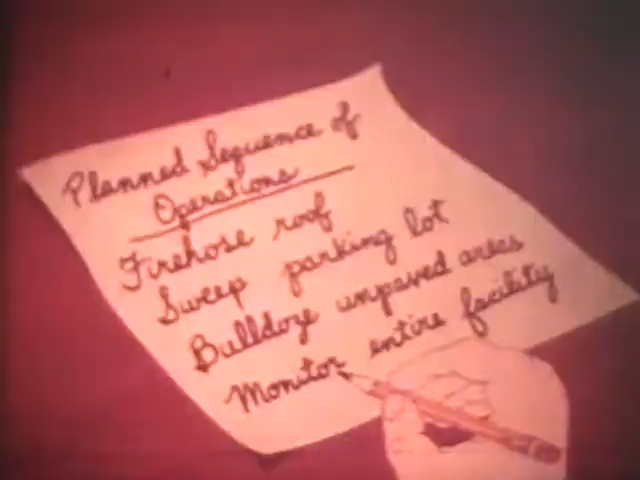 Planned Sequence of
Operations
Firehose roof
Sweep parking lot
Bulldoze unpaved areas
Monitor entire facility